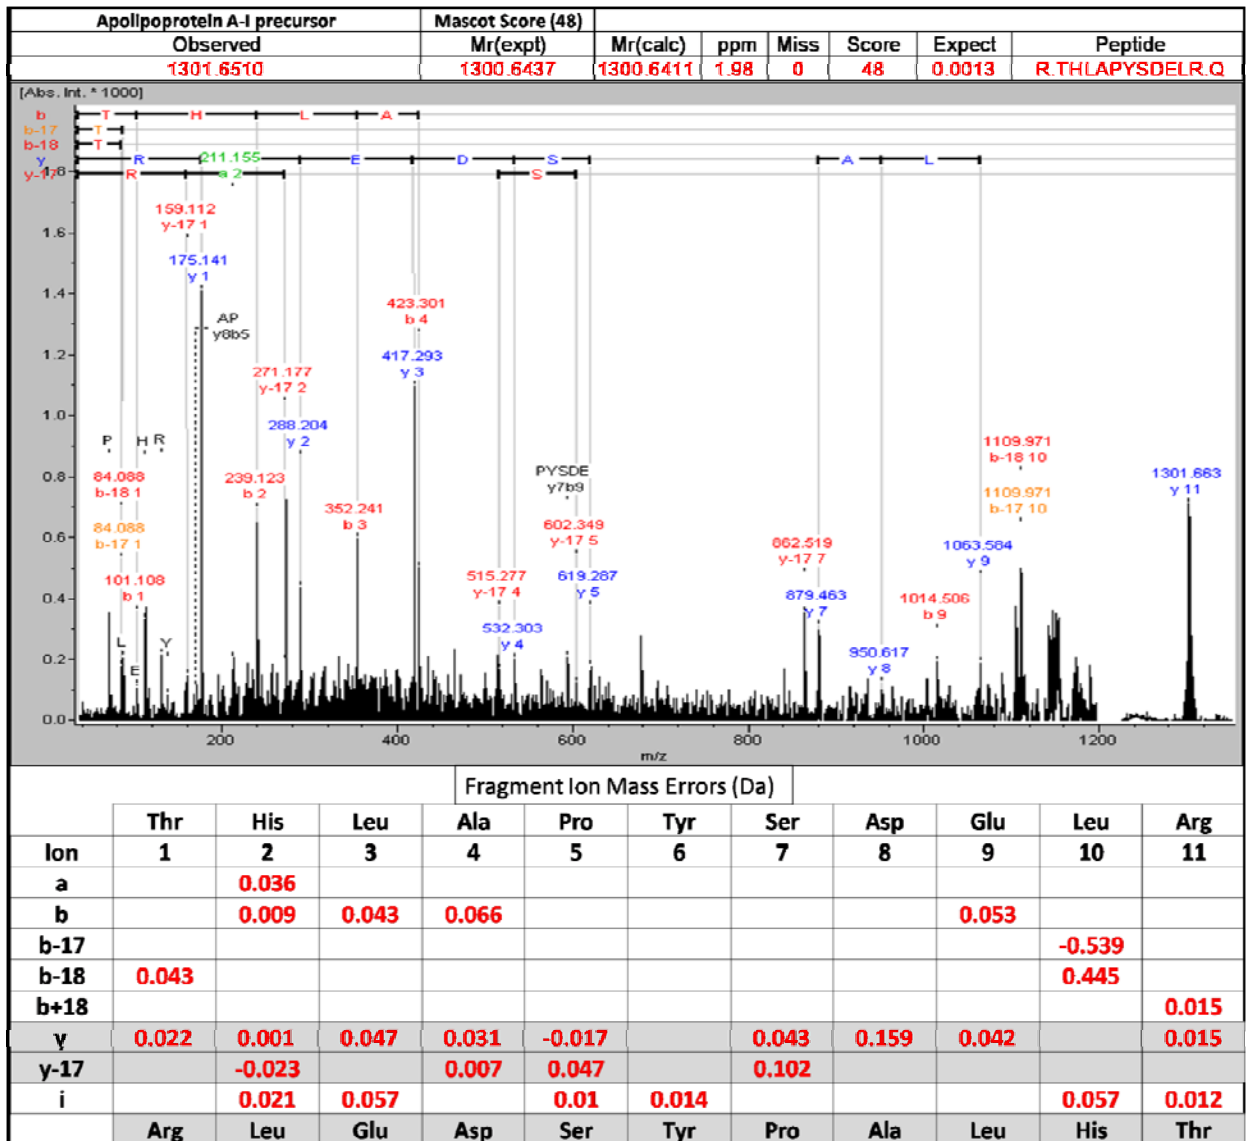 Apolipoprotein A-I precursor Mascot Score (48)
Observed Mr(expt) Mr(calc) ppm Miss Score Expect Peptide
1301.6510 1300.6437 1300.6411 1.98 0 48 0.0013 R.THLAPYSDELR.Q
[Abs. Int. * 1000]
b T H L A
b-17 T
b-18 T
y R 211.155 E D S A L
y-17 R a 2 S
1.8
159.112
y-17 1
1.6
175.141
y 1
1.4
423.301
b 4
AP
y8b5
417.293
y 3
1.2
271.177
y-17 2
1.0
288.204
y 2
P H R
1109.971
b-18 10
0.8
84.088
b-18 1
239.123
b 2
PYSDE
y7b9
1301.663
y 11
1109.971
b-17 10
352.241
b 3
84.088
b-17 1
0.6
602.349
y-17 5
862.519
y-17 7
1063.584
y 9
101.108
b 1
515.277
y-17 4
619.287
y 5
0.4
879.463
y 7
1014.506
b 9
532.303
y 4
L E Y
0.2
950.617
y 8
0.0
200 400 600 800 1000 1200
m/z
Fragment Ion Mass Errors (Da)
Thr His Leu Ala Pro Tyr Ser Asp Glu Leu Arg
Ion 1 2 3 4 5 6 7 8 9 10 11
a 0.036
b 0.009 0.043 0.066 0.053
b-17 -0.539
b-18 0.043 0.445
b+18 0.015
y 0.022 0.001 0.047 0.031 -0.017 0.043 0.159 0.042 0.015
y-17 -0.023 0.007 0.047 0.102
i 0.021 0.057 0.01 0.014 0.057 0.012
Arg Leu Glu Asp Ser Tyr Pro Ala Leu His Thr